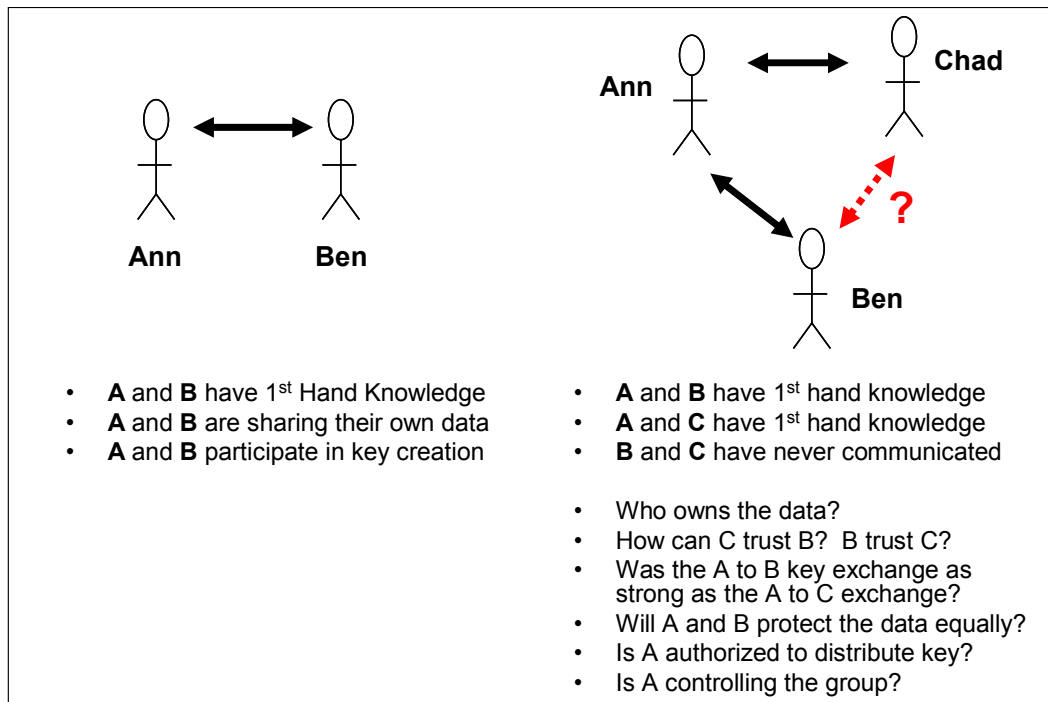 Ann
Ben
• A and B have 1st Hand Knowledge
• A and B are sharing their own data
• A and B participate in key creation
Ann
Chad
?
Ben
• A and B have 1st hand knowledge
• A and C have 1st hand knowledge
• B and C have never communicated
• Who owns the data?
• How can C trust B?  B trust C?
• Was the A to B key exchange as
strong as the A to C exchange?
• Will A and B protect the data equally?
• Is A authorized to distribute key?
• Is A controlling the group?